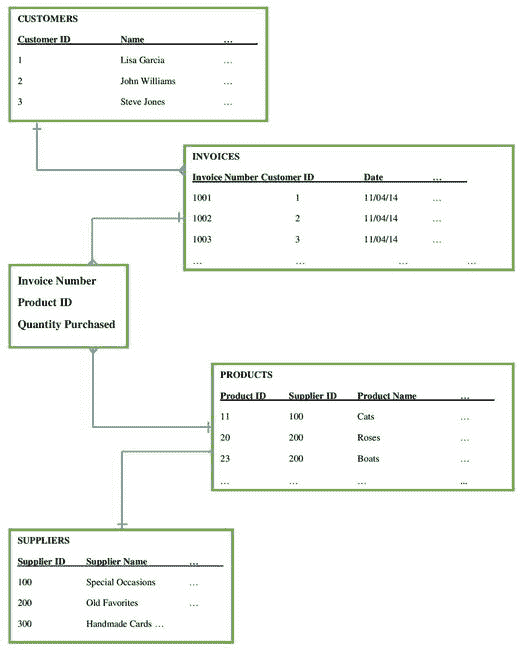 CUSTOMERS
Customer ID Name …
1 Lisa Garcia …
2 John Williams …
3 Steve Jones …
INVOICES
Invoice Number Customer ID Date …
1001 1 11/04/14 …
1002 2 11/04/14 …
1003 3 11/04/14 …
… … … …
Invoice Number
Product ID
Quantity Purchased
PRODUCTS
Product ID Supplier ID Product Name …
11 100 Cats …
20 200 Roses …
23 200 Boats …
… … … ...
SUPPLIERS
Supplier ID Supplier Name …
100 Special Occasions …
200 Old Favorites …
300 Handmade Cards …